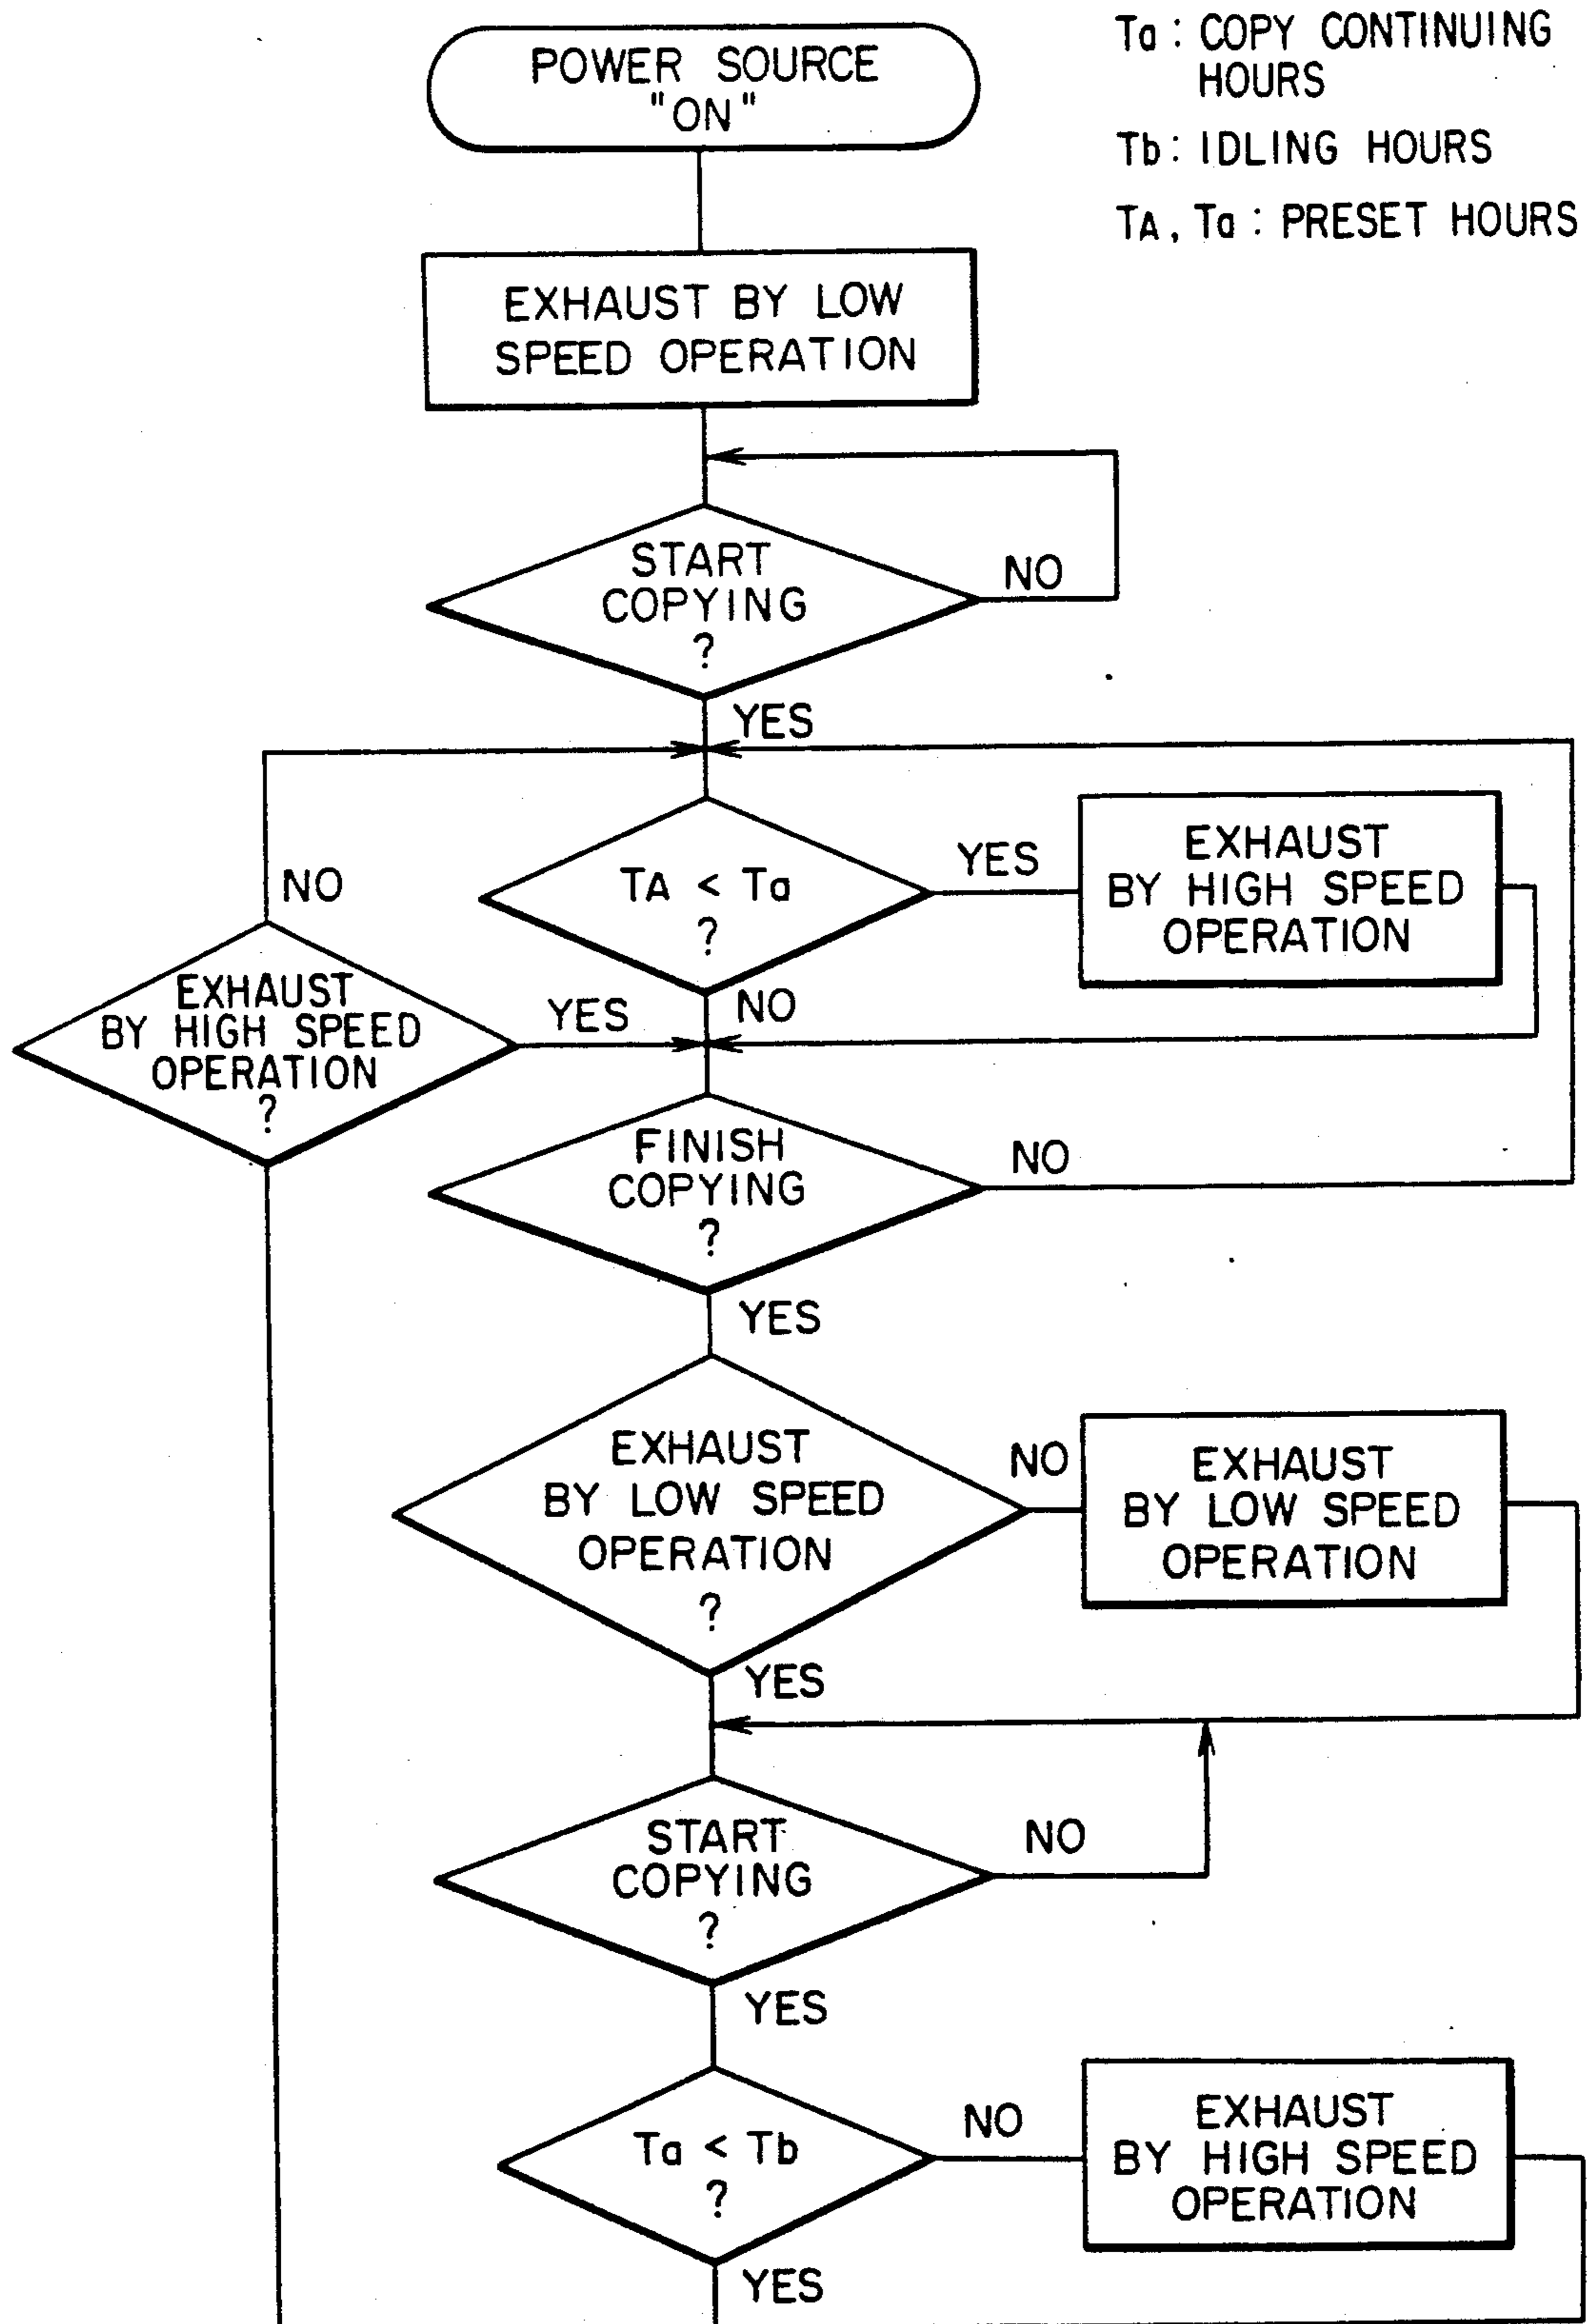 POWER SOURCE
"ON"
Ta : COPY CONTINUING
HOURS
Tb : IDLING HOURS
TA, Ta : PRESET HOURS
EXHAUST BY LOW
SPEED OPERATION
START
COPYING
?
NO
YES
TA < Ta
?
YES
EXHAUST
BY HIGH SPEED
OPERATION
NO
NO
EXHAUST
BY HIGH SPEED
OPERATION
?
YES
FINISH
COPYING
?
NO
YES
EXHAUST
BY LOW SPEED
OPERATION
?
NO
EXHAUST
BY LOW SPEED
OPERATION
YES
START
COPYING
?
NO
YES
Ta < Tb
?
NO
EXHAUST
BY HIGH SPEED
OPERATION
YES